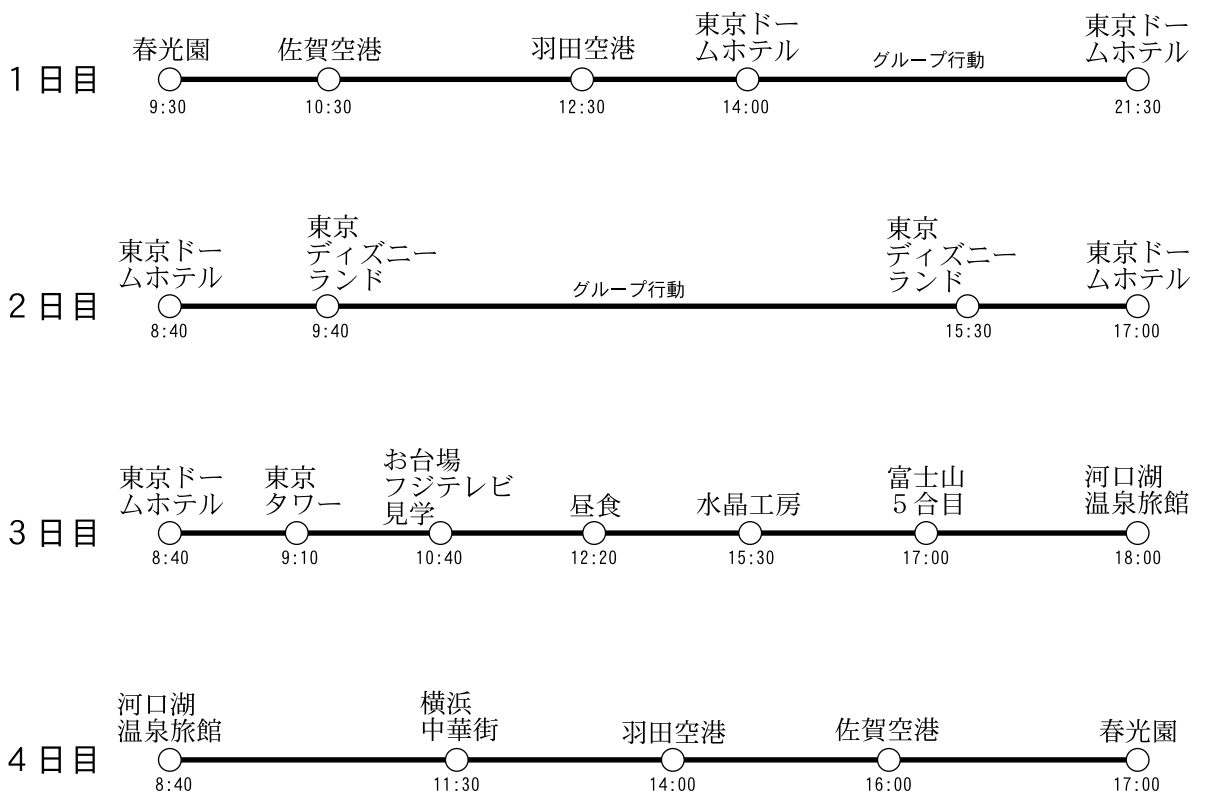 1日目
春光園
9:30
佐賀空港
10:30
羽田空港
12:30
東京ドー
ムホテル
14:00
グループ行動
東京ドー
ムホテル
21:30
2日目
東京ドー
ムホテル
8:40
東京
ディズニー
ランド
9:40
グループ行動
東京
ディズニー
ランド
15:30
東京ドー
ムホテル
17:00
3日目
東京ドー
ムホテル
8:40
東京
タワー
9:10
お台場
フジテレビ
見学
10:40
昼食
12:20
水晶工房
15:30
富士山
５合目
17:00
河口湖
温泉旅館
18:00
4日目
河口湖
温泉旅館
8:40
横浜
中華街
11:30
羽田空港
14:00
佐賀空港
16:00
春光園
17:00